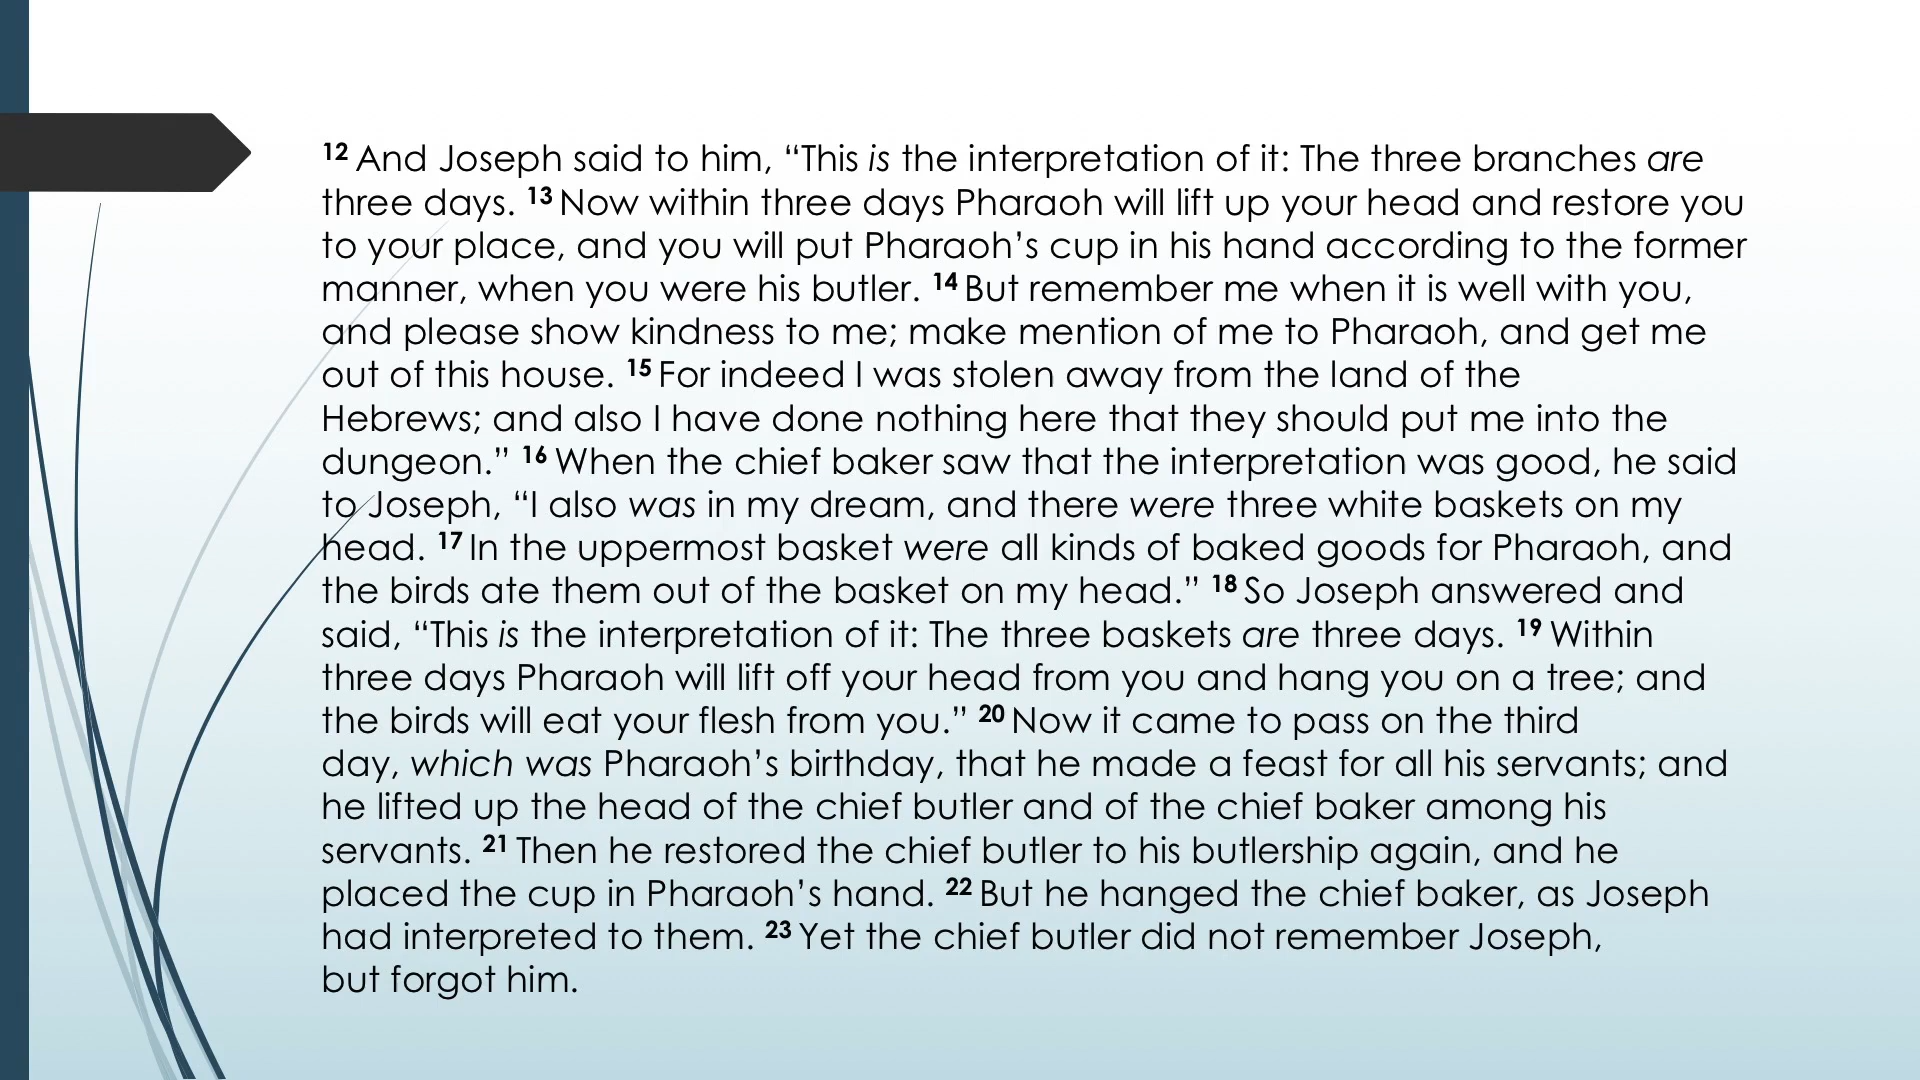 12 And Joseph said to him, “This is the interpretation of it: The three branches are
three days. 13 Now within three days Pharaoh will lift up your head and restore you
to your place, and you will put Pharaoh’s cup in his hand according to the former
manner, when you were his butler. 14 But remember me when it is well with you,
and please show kindness to me; make mention of me to Pharaoh, and get me
out of this house. 15 For indeed I was stolen away from the land of the
Hebrews; and also I have done nothing here that they should put me into the
dungeon.” 16 When the chief baker saw that the interpretation was good, he said
to Joseph, “I also was in my dream, and there were three white baskets on my
head. 17 In the uppermost basket were all kinds of baked goods for Pharaoh, and
the birds ate them out of the basket on my head.” 18 So Joseph answered and
said, “This is the interpretation of it: The three baskets are three days. 19 Within
three days Pharaoh will lift off your head from you and hang you on a tree; and
the birds will eat your flesh from you.” 20 Now it came to pass on the third
day, which was Pharaoh’s birthday, that he made a feast for all his servants; and
he lifted up the head of the chief butler and of the chief baker among his
servants. 21 Then he restored the chief butler to his butlership again, and he
placed the cup in Pharaoh’s hand. 22 But he hanged the chief baker, as Joseph
had interpreted to them. 23 Yet the chief butler did not remember Joseph,
but forgot him.